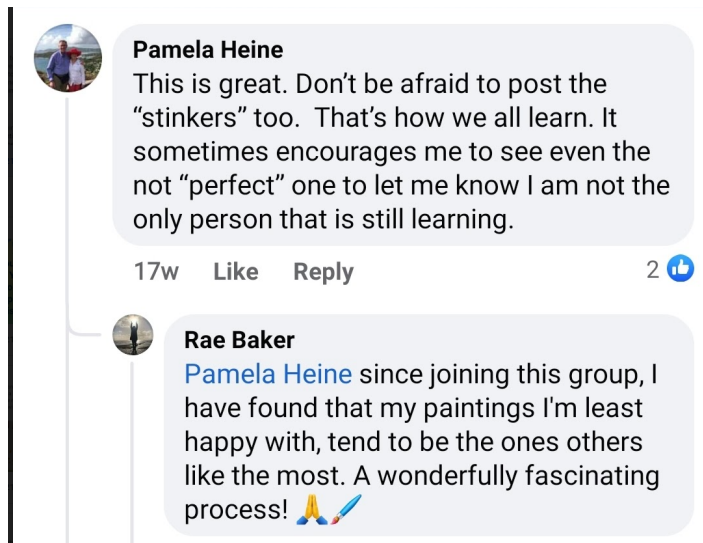 Pamela Heine
This is great. Don’t be afraid to post the
“stinkers” too.  That’s how we all learn. It
sometimes encourages me to see even the
not “perfect” one to let me know I am not the
only person that is still learning.
17w Like Reply 2
Rae Baker
Pamela Heine since joining this group, I
have found that my paintings I'm least
happy with, tend to be the ones others
like the most. A wonderfully fascinating
process! 🙏🖌️